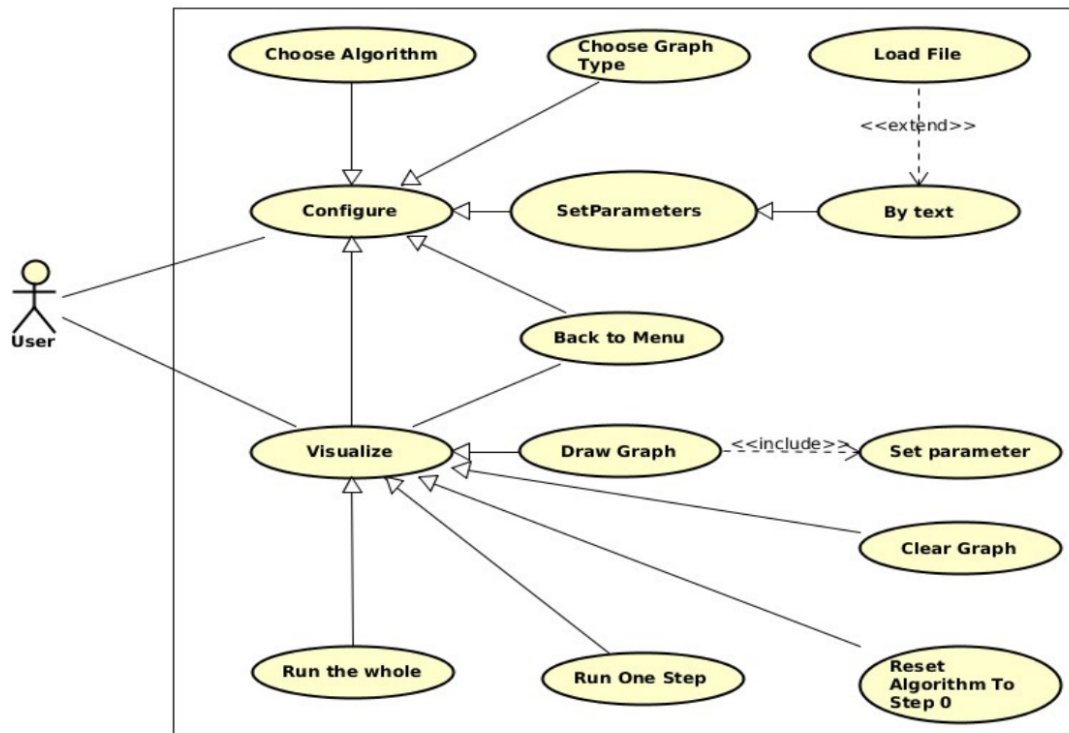 Choose Algorithm
Choose Graph
Type
Load File
<<extend>>
Configure
SetParameters
By text
User
Back to Menu
Visualize
Draw Graph
<<include>>
Set parameter
Clear Graph
Run the whole
Run One Step
Reset
Algorithm To
Step 0